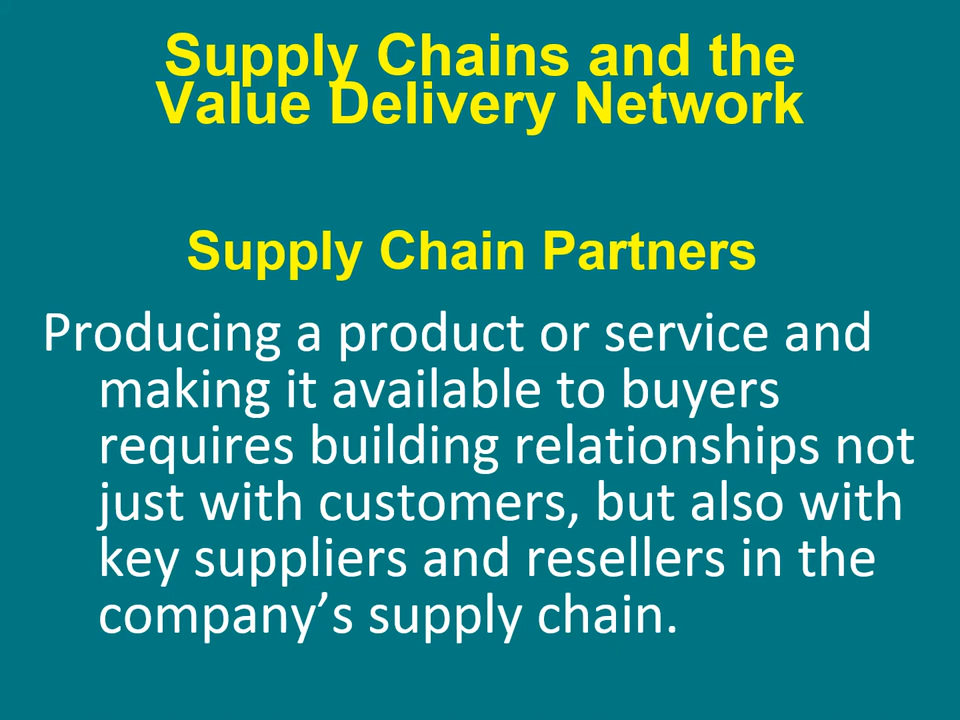 Supply Chains and the
Value Delivery Network
Supply Chain Partners
Producing a product or service and
making it available to buyers
requires building relationships not
just with customers, but also with
key suppliers and resellers in the
company’s supply chain.